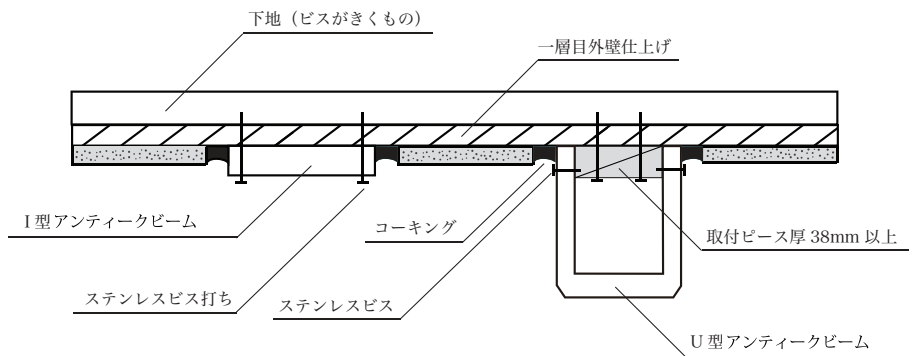 下地（ビスがきくもの）
一層目外壁仕上げ
I 型アンティークビーム
コーキング
取付ピース厚 38mm 以上
ステンレスビス打ち
ステンレスビス
U 型アンティークビーム